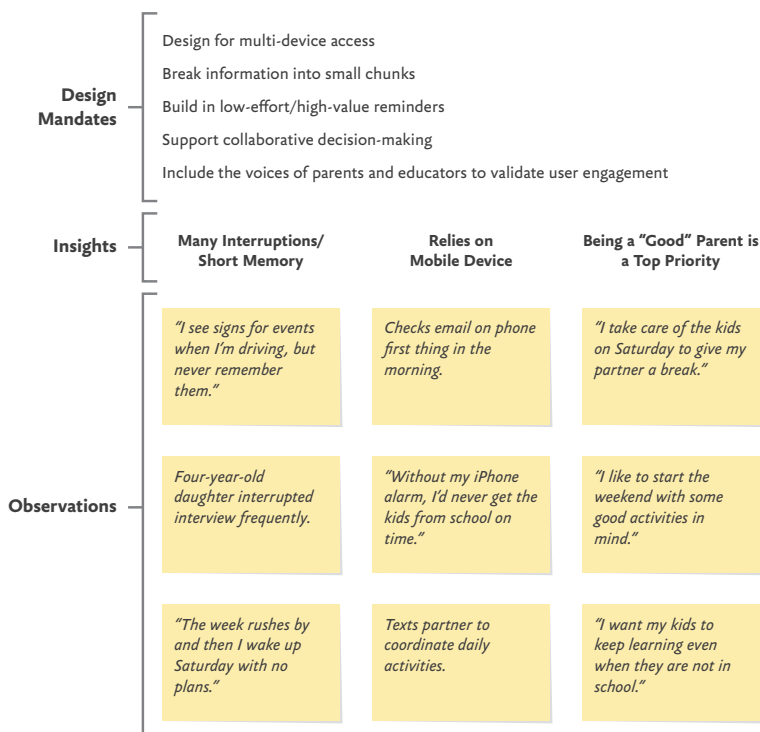 Design
Mandates
Design for multi-device access
Break information into small chunks
Build in low-effort/high-value reminders
Support collaborative decision-making
Include the voices of parents and educators to validate user engagement
Insights
Many Interruptions/
Short Memory
Relies on
Mobile Device
Being a “Good” Parent is
a Top Priority
Observations
“I see signs for events
when I’m driving, but
never remember
them.”
Checks email on phone
first thing in the
morning.
“I take care of the kids
on Saturday to give my
partner a break.”
Four-year-old
daughter interrupted
interview frequently.
“Without my iPhone
alarm, I’d never get the
kids from school on
time.”
“I like to start the
weekend with some
good activities in
mind.”
“The week rushes by
and then I wake up
Saturday with no
plans.”
Texts partner to
coordinate daily
activities.
“I want my kids to
keep learning even
when they are not in
school.”